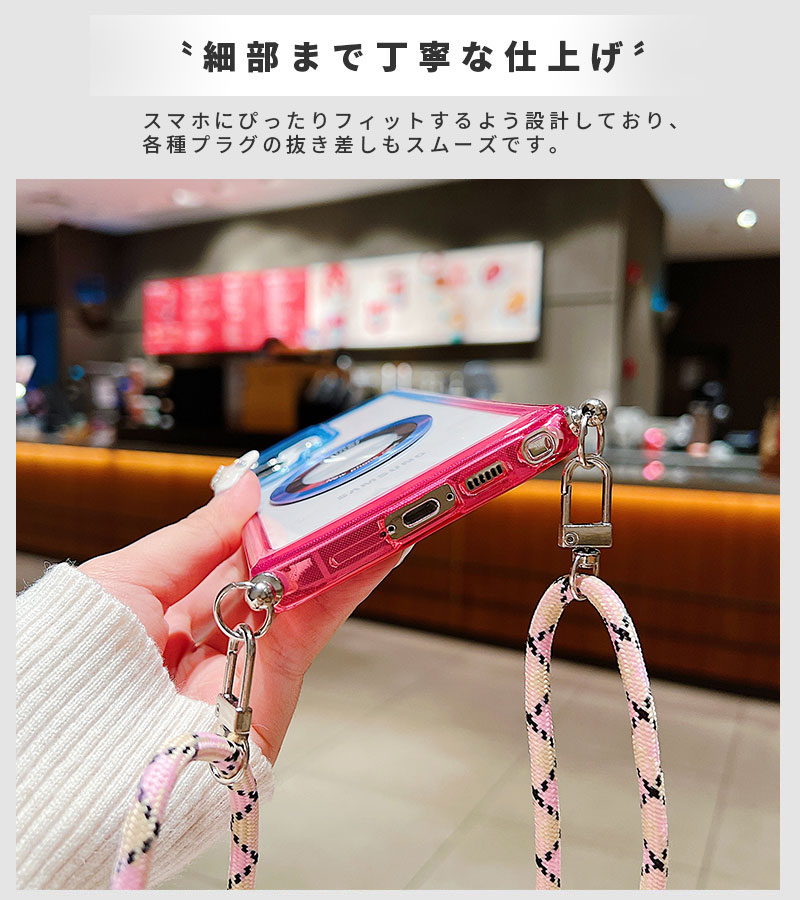 〝細部まで丁寧な仕上げ〞
スマホにぴったりフィットするよう設計しており、
各種プラグの抜き差しもスムーズです。
SAMSUNG